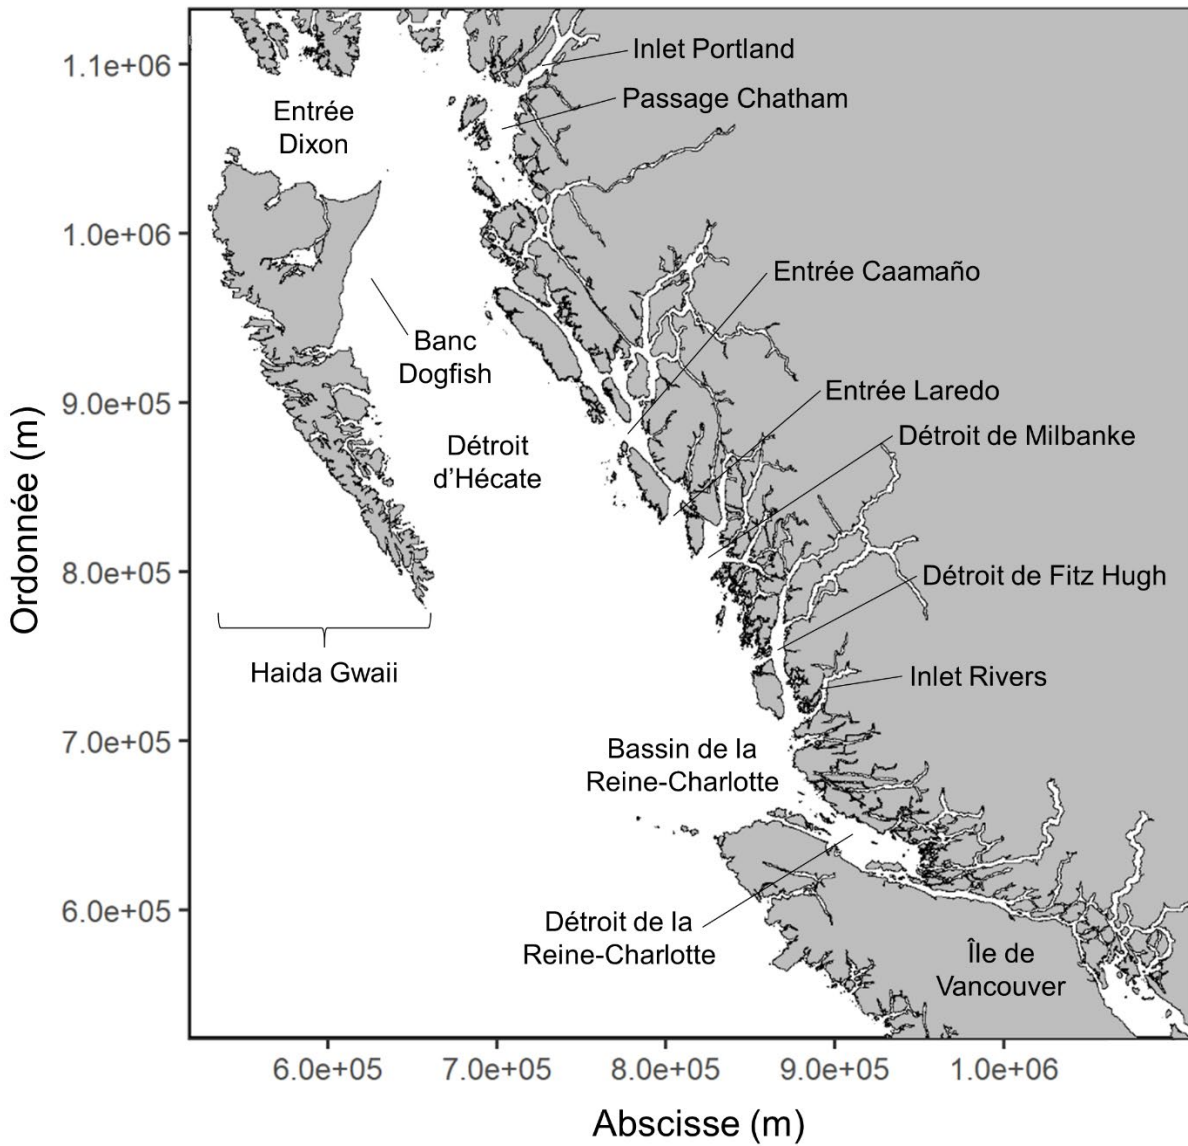 Inlet Portland
Passage Chatham
Entrée
Dixon
Entrée Caamaño
Banc
Dogfish
Entrée Laredo
Détroit de Milbanke
Détroit
d'Hécate
Détroit de Fitz Hugh
Haida Gwaii
Inlet Rivers
Bassin de la
Reine-Charlotte
Détroit de la
Reine-Charlotte
Île de
Vancouver
Ordonnée (m)
1.1e+06
1.0e+06
9.0e+05
8.0e+05
7.0e+05
6.0e+05
6.0e+05
7.0e+05
8.0e+05
9.0e+05
1.0e+06
Abscisse (m)